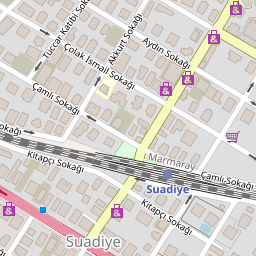 Tuccar Katibi Sokağı
Akkurt Sokağı
Aydın Sokağı
Çolak İsmail Sokağı
Çamlı Sokağı
Sokağı
Kitapçı Sokağı
Marmaray
Suadiye
Çamlı Sokağı
Kitapçı Sokağı
Suadiye